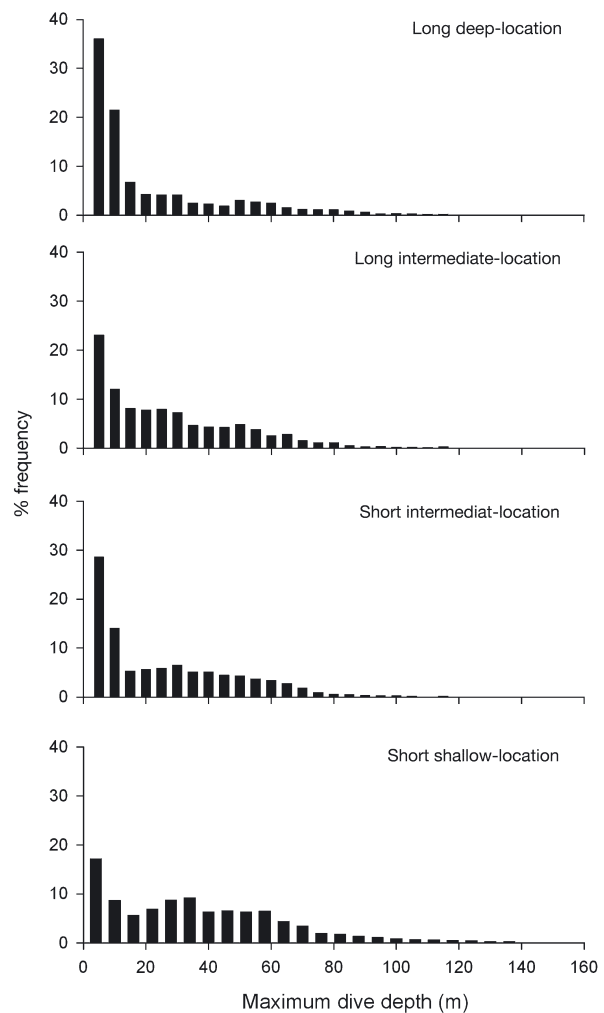 40
Long deep-location
30
20
10
0
40
Long intermediate-location
30
20
10
0
% frequency
40
Short intermediat-location
30
20
10
0
40
Short shallow-location
30
20
10
0
0 20 40 60 80 100 120 140 160
Maximum dive depth (m)